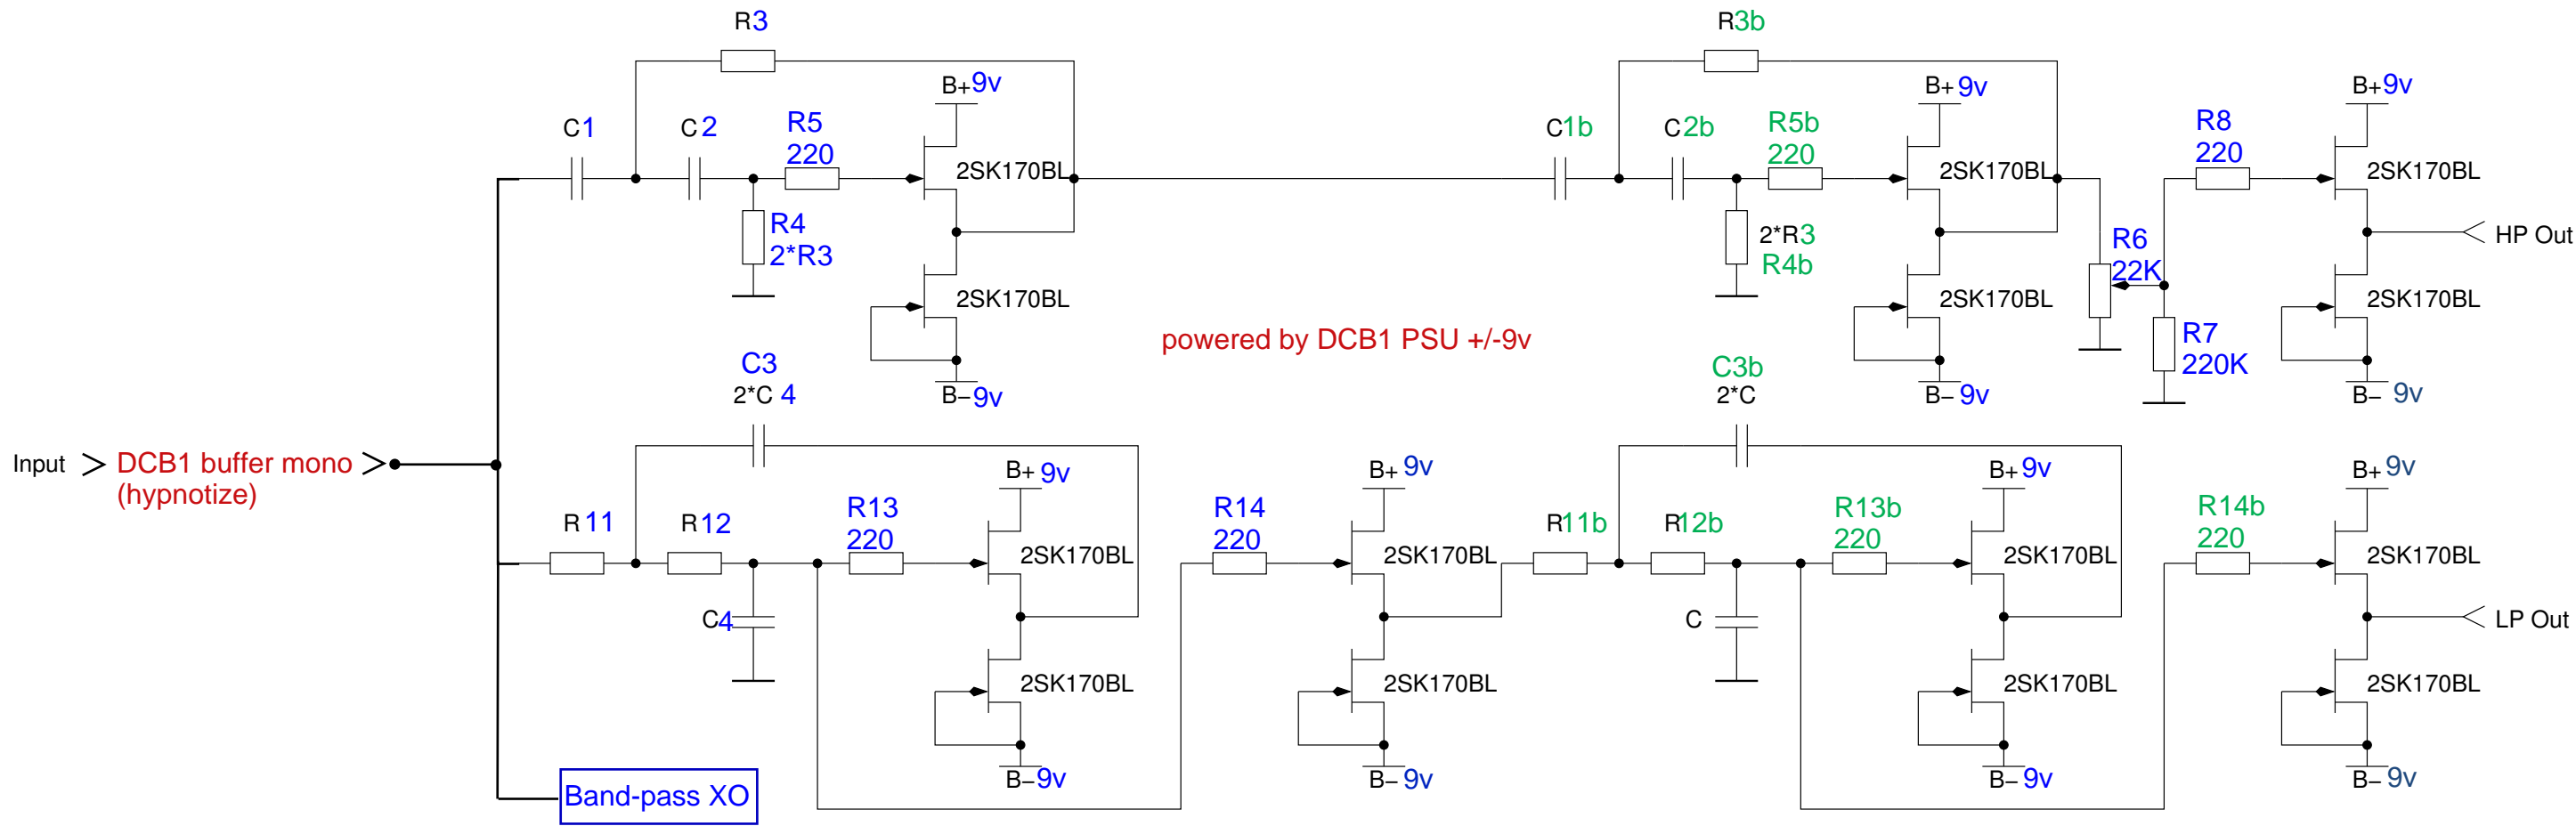 R3
R3b
B+9v
B+9v
B+9v
C1
C2
R5
220
2SK170BL
C1b
C2b
R5b
220
2SK170BL
R8
220
2SK170BL
R4
2*R3
2*R3
R4b
R6
22K
HP Out
2SK170BL
2SK170BL
2SK170BL
powered by DCB1 PSU +/-9v
R7
220K
C3
2*C 4
B–9v
C3b
2*C
B– 9v
B– 9v
Input
DCB1 buffer mono
(hypnotize)
B+ 9v
B+ 9v
B+ 9v
B+ 9v
R11
R12
R13
220
2SK170BL
R14
220
2SK170BL
R11b
R12b
R13b
220
2SK170BL
R14b
220
2SK170BL
C4
C
LP Out
2SK170BL
2SK170BL
2SK170BL
2SK170BL
B–9v
B– 9v
B– 9v
B– 9v
Band-pass XO